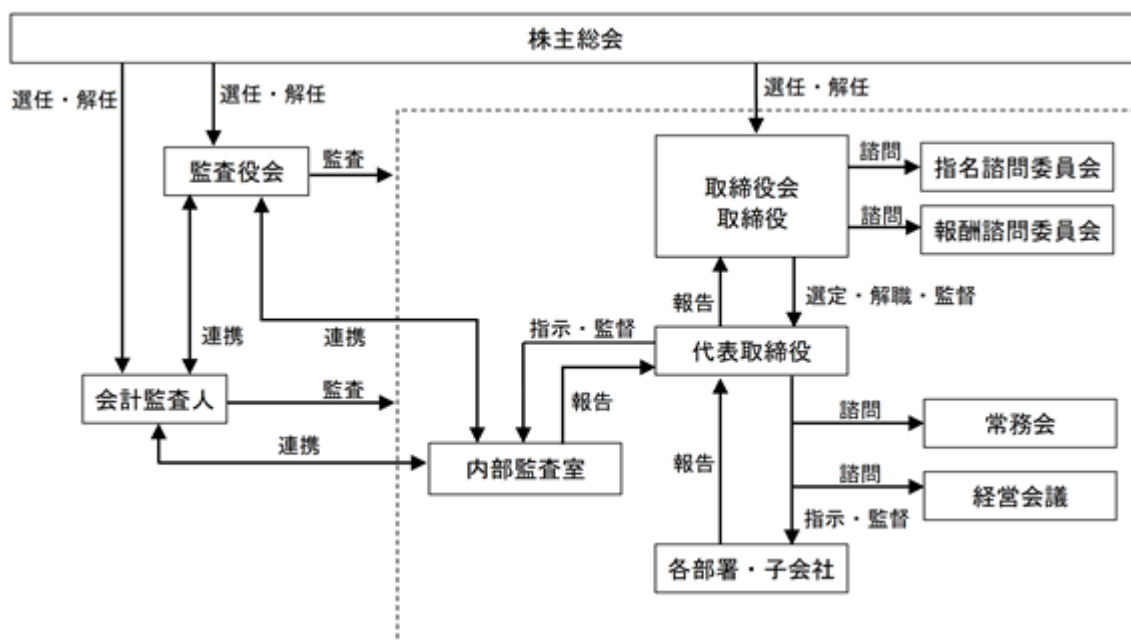 株主総会
選任・解任
選任・解任
選任・解任
監査役会
監査
取締役会
取締役
諮問
指名諮問委員会
諮問
報酬諮問委員会
報告
選定・解職・監督
連携
連携
指示・監督
代表取締役
会計監査人
監査
報告
諮問
常務会
連携
内部監査室
報告
諮問
経営会議
指示・監督
各部署・子会社